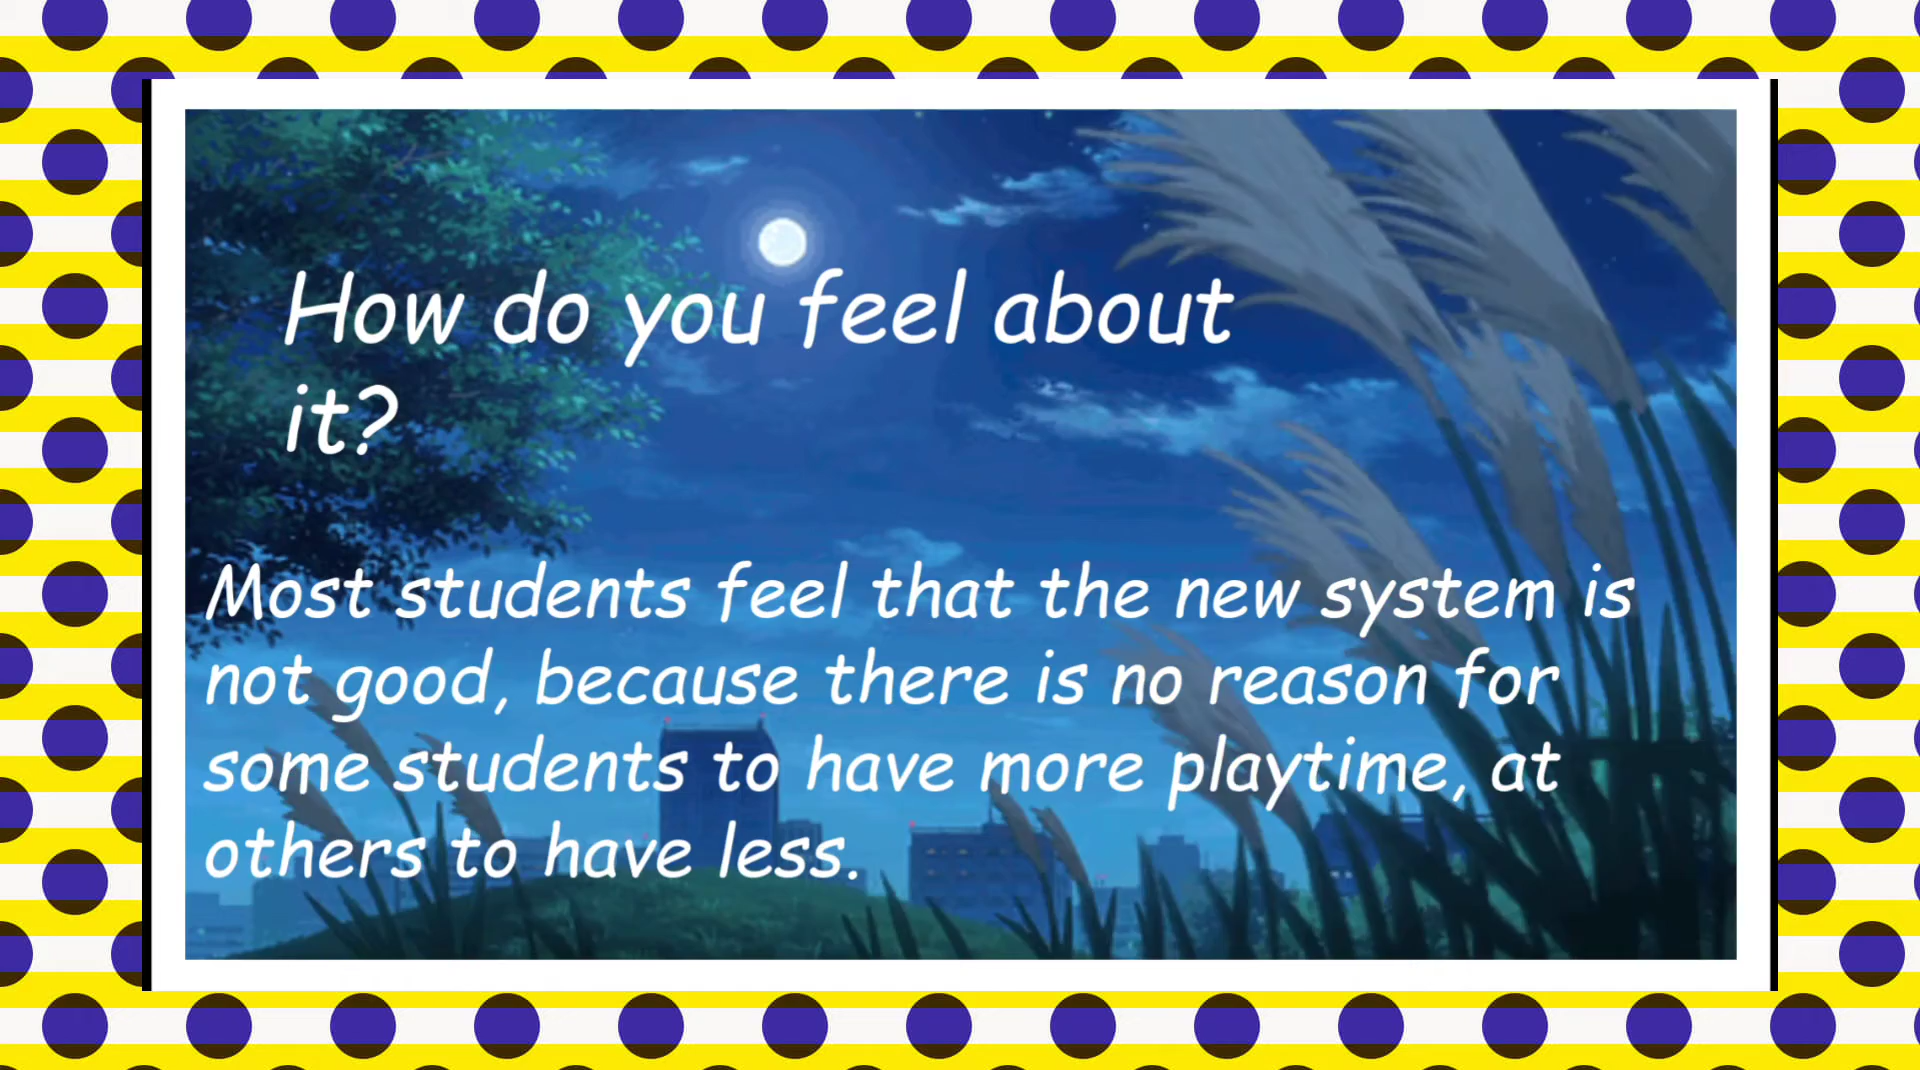 How do you feel about
it?
Most students feel that the new system is
not good, because there is no reason for
some students to have more playtime, at
others to have less.